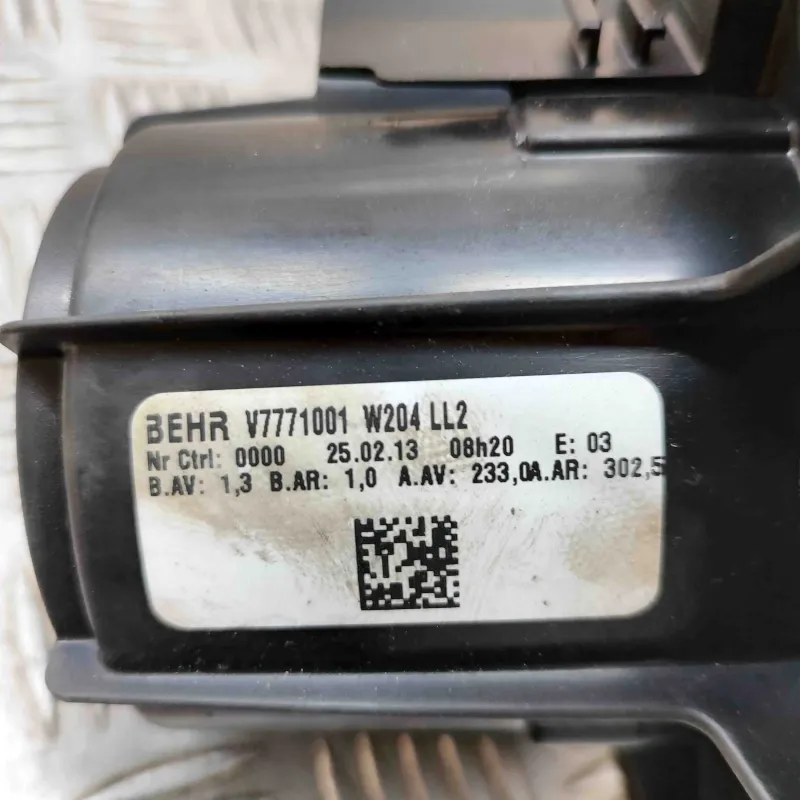 BEHR V7771001 W204 LL2
Nr Ctrl: 0000 25.02.13 08h20 E: 03
B.AV: 1,3 B.AR: 1,0 A.AV: 233,0A.AR: 302,5